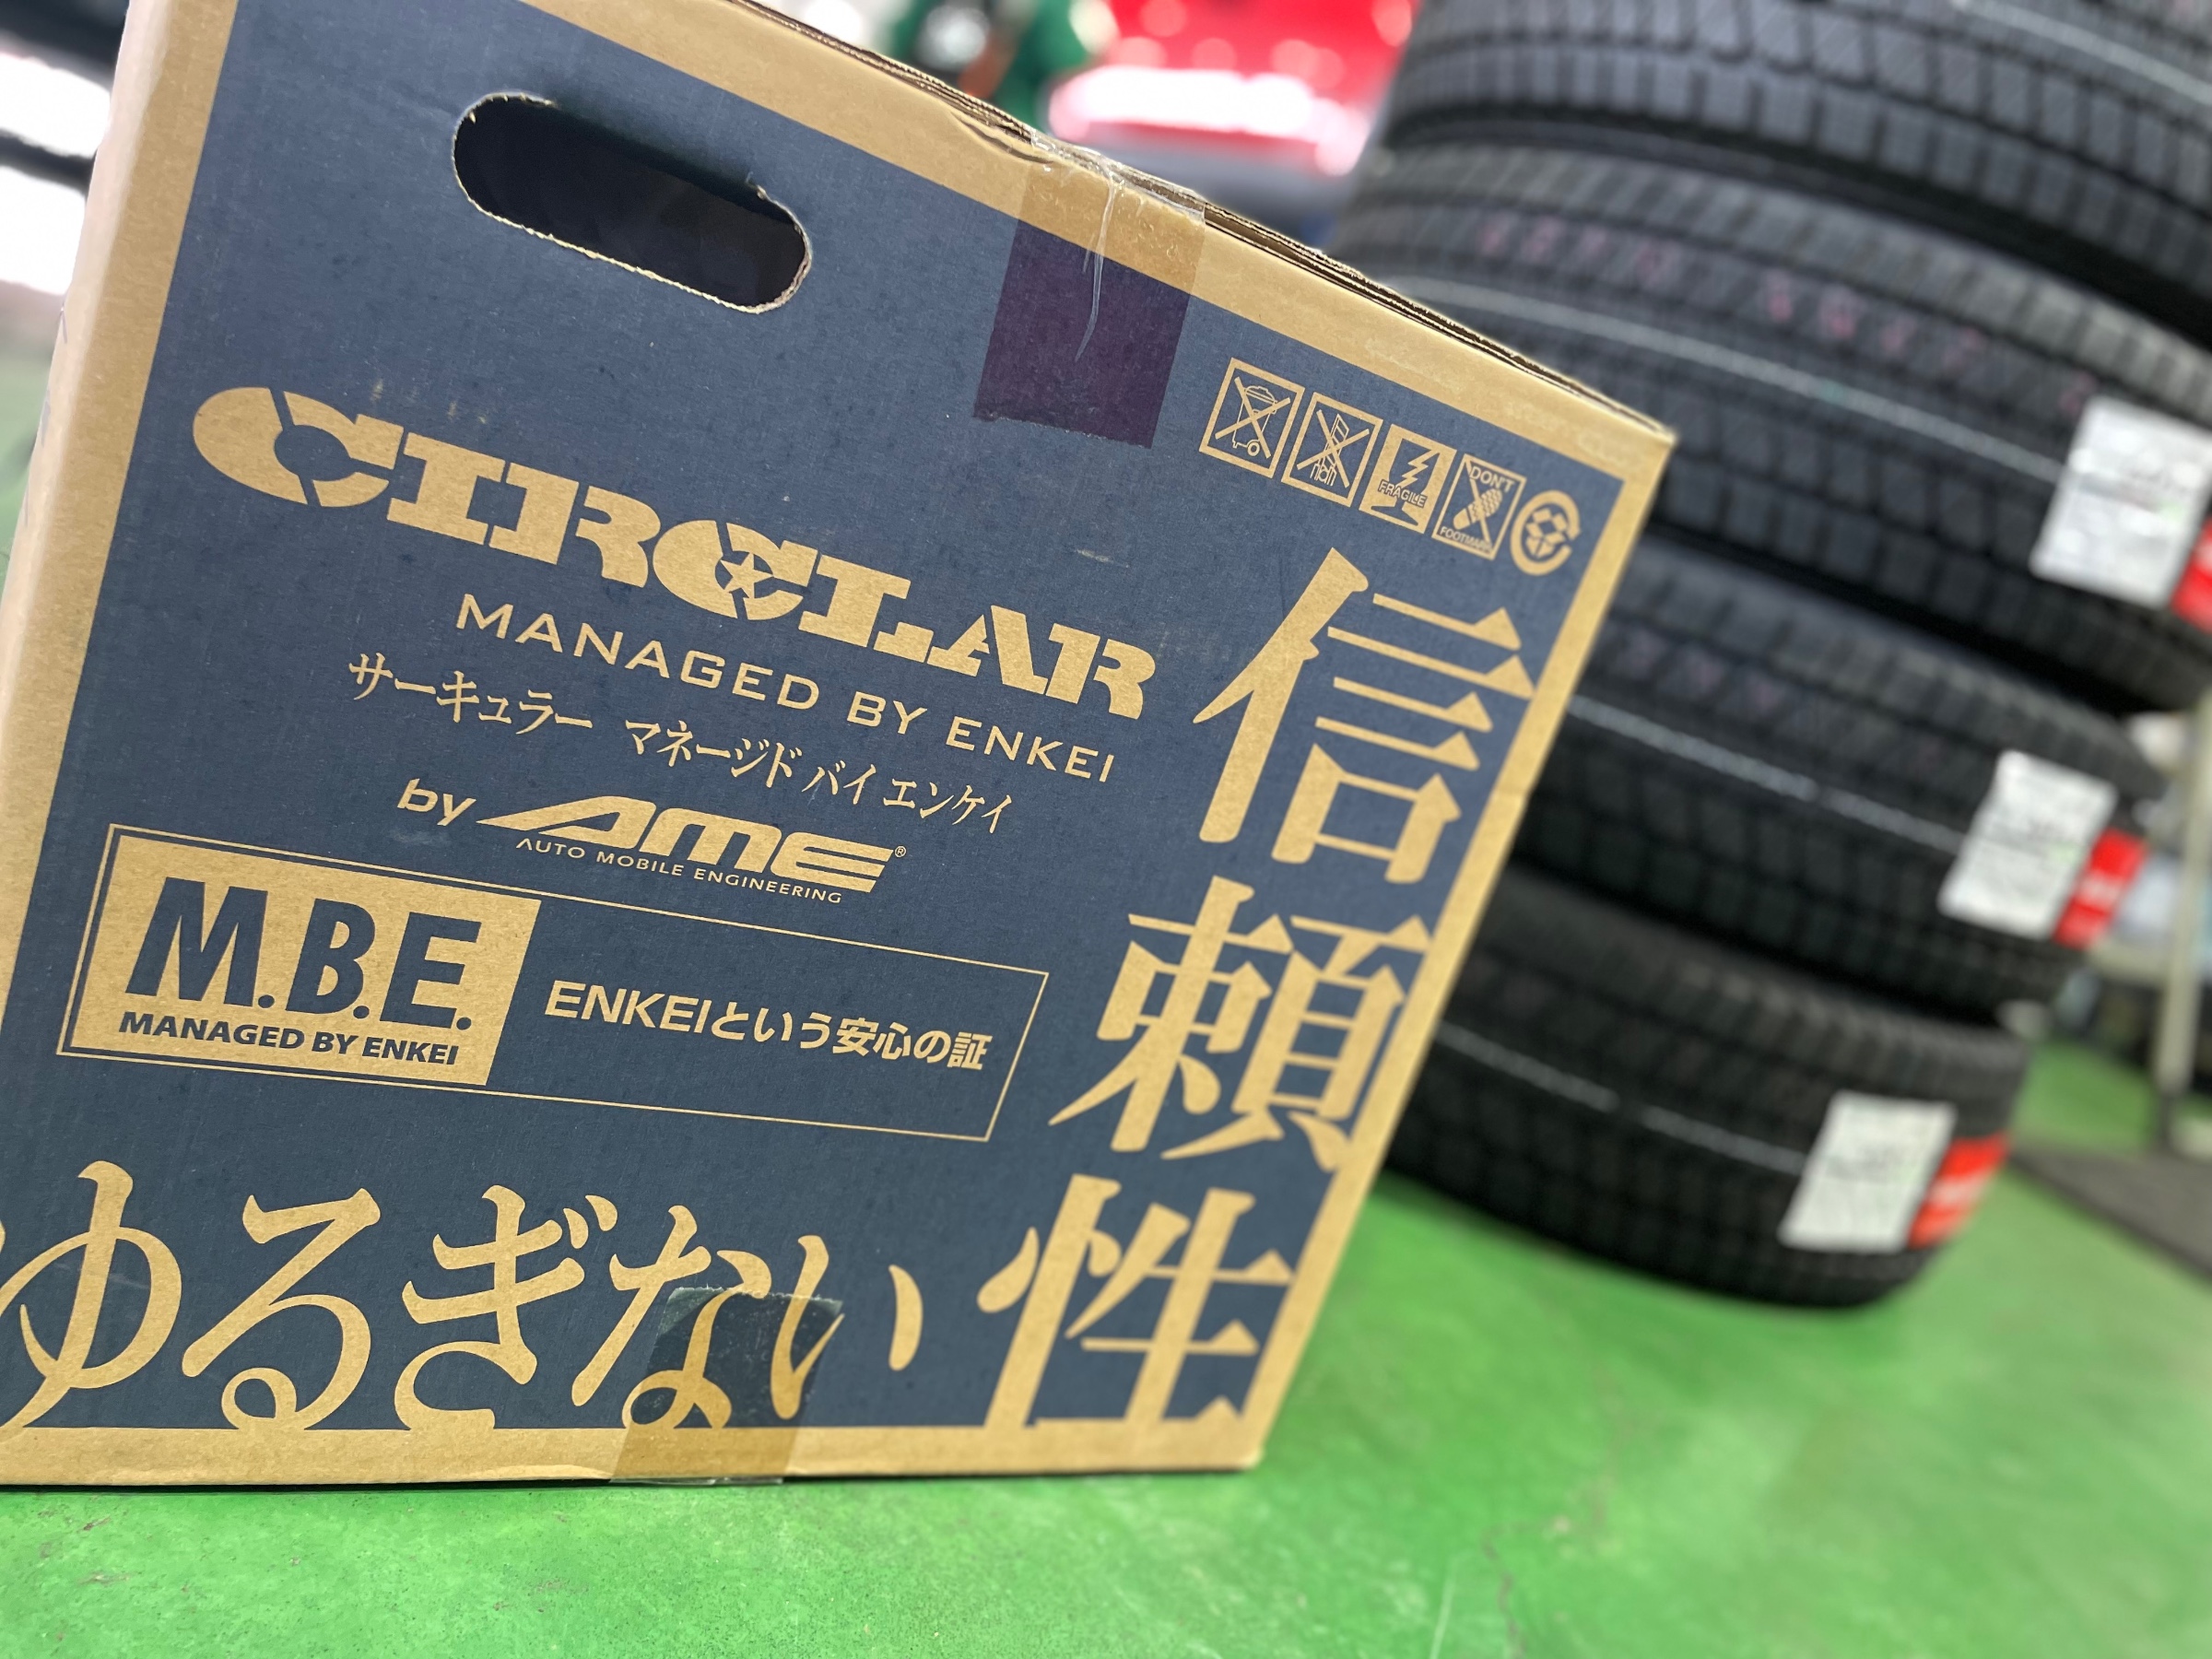 CIRCLAR
MANAGED BY ENKEI
サーキュラー マネージド バイ エンケイ
by AME®
AUTO MOBILE ENGINEERING
M.B.E.
MANAGED BY ENKEI
ENKEIという安心の証
FRAGILE
DON'T
FOOTMARK
ゆるぎない
信頼性